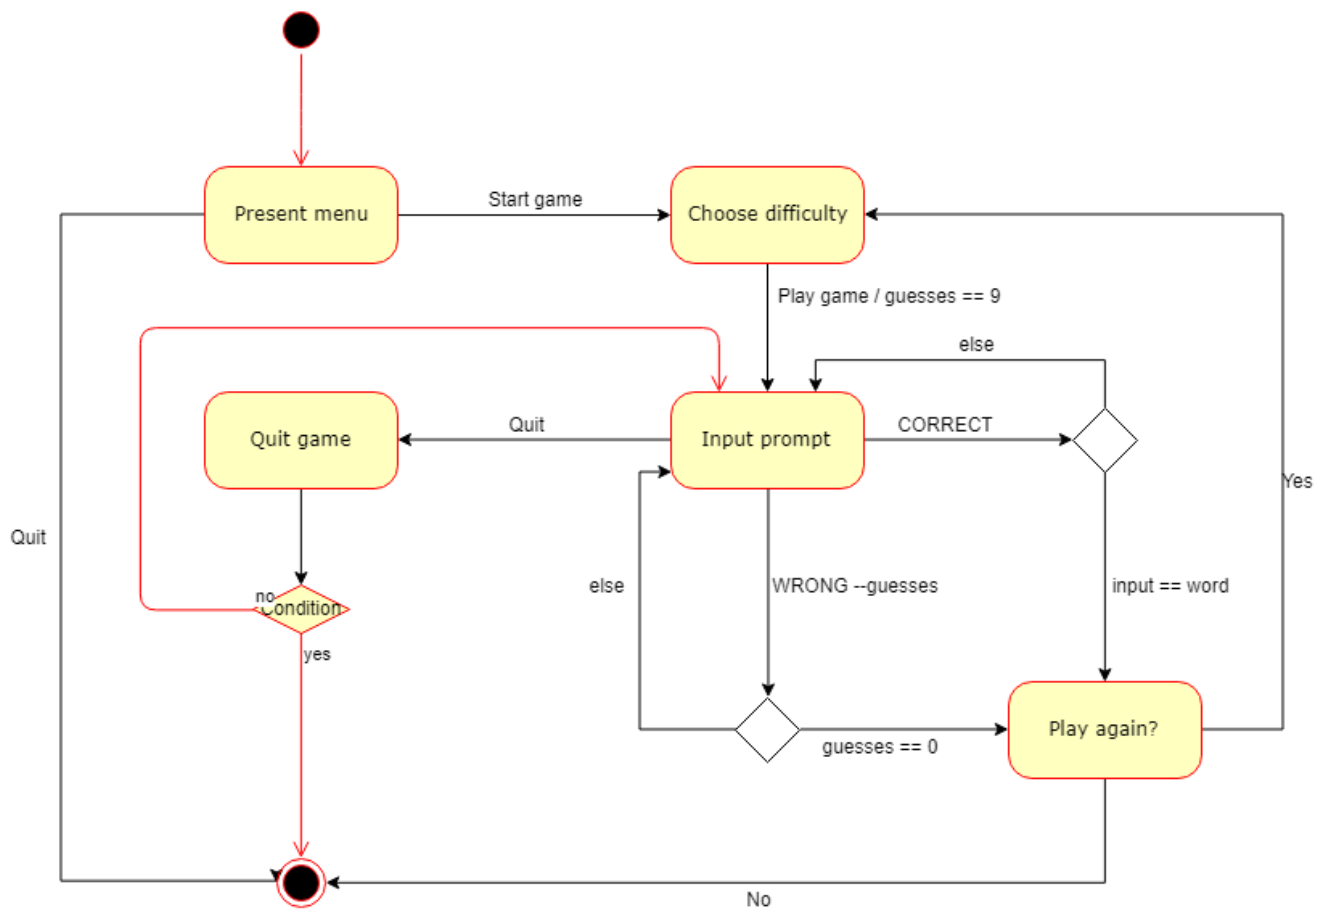 Start game
Present menu
Choose difficulty
Play game / guesses == 9
else
Quit
CORRECT
Quit game
Input prompt
Yes
Quit
else
WRONG --guesses
input == word
no
Condition
yes
Play again?
guesses == 0
No